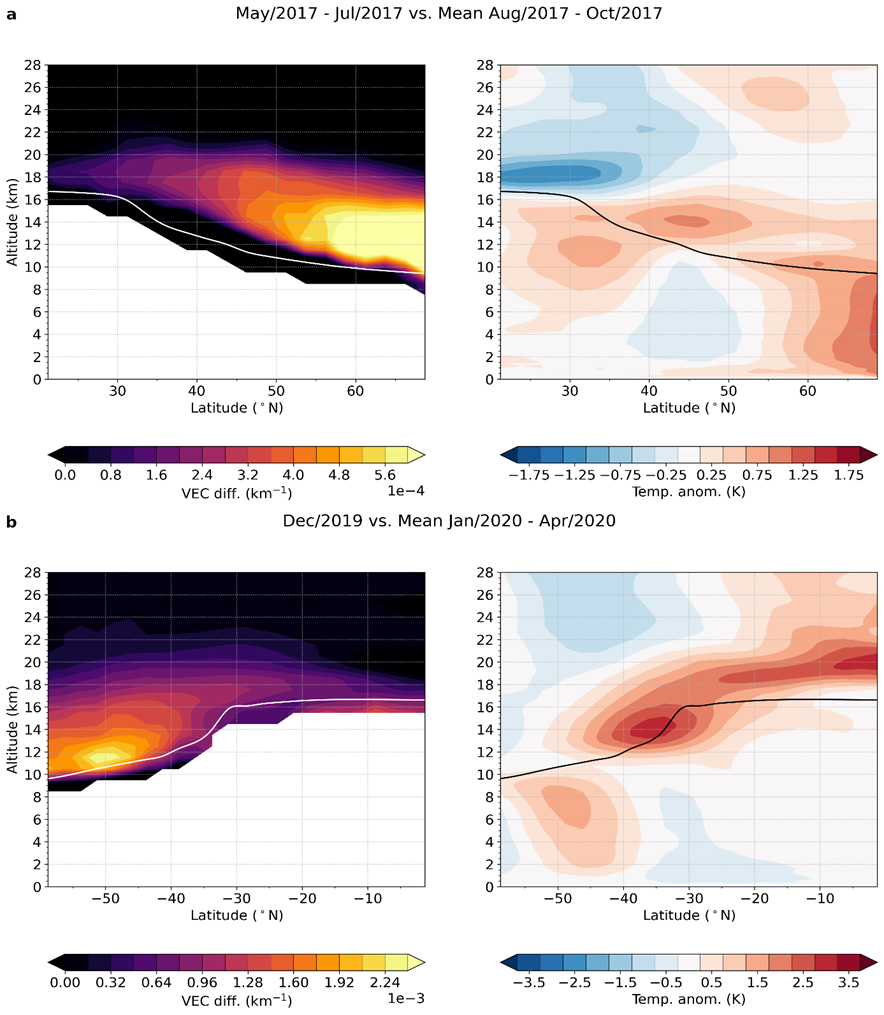 a
May/2017 - Jul/2017 vs. Mean Aug/2017 - Oct/2017
28
26
24
22
20
18
16
14
12
10
8
6
4
2
0
Altitude (km)
30 40 50 60
Latitude (°N)
0.0 0.8 1.6 2.4 3.2 4.0 4.8 5.6
1e−4
VEC diff. (km⁻¹)
28
26
24
22
20
18
16
14
12
10
8
6
4
2
0
30 40 50 60
Latitude (°N)
−1.75 −1.25 −0.75 −0.25 0.25 0.75 1.25 1.75
Temp. anom. (K)
b
Dec/2019 vs. Mean Jan/2020 - Apr/2020
28
26
24
22
20
18
16
14
12
10
8
6
4
2
0
Altitude (km)
−50 −40 −30 −20 −10
Latitude (°N)
0.00 0.32 0.64 0.96 1.28 1.60 1.92 2.24
1e−3
VEC diff. (km⁻¹)
28
26
24
22
20
18
16
14
12
10
8
6
4
2
0
−50 −40 −30 −20 −10
Latitude (°N)
−3.5 −2.5 −1.5 −0.5 0.5 1.5 2.5 3.5
Temp. anom. (K)